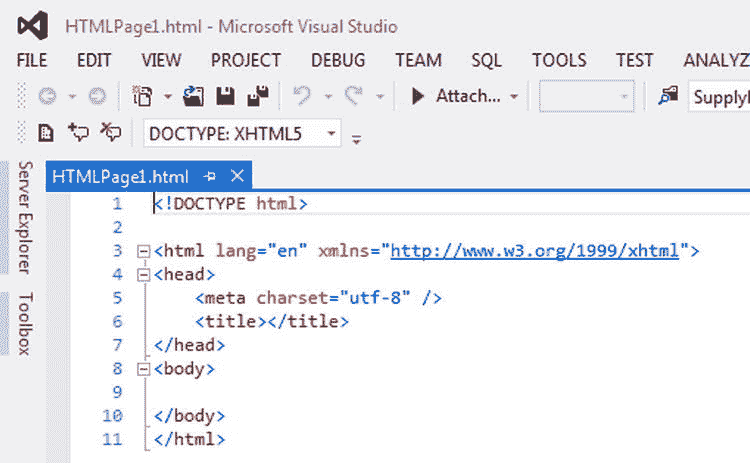 HTMLPage1.html - Microsoft Visual Studio
FILE EDIT VIEW PROJECT DEBUG TEAM SQL TOOLS TEST ANALYZ
Attach... SupplyI
DOCTYPE: XHTML5
Server Explorer
Toolbox
HTMLPage1.html
1 <!DOCTYPE html>
2
3 <html lang="en" xmlns="http://www.w3.org/1999/xhtml">
4 <head>
5 <meta charset="utf-8" />
6 <title></title>
7 </head>
8 <body>
9
10 </body>
11 </html>